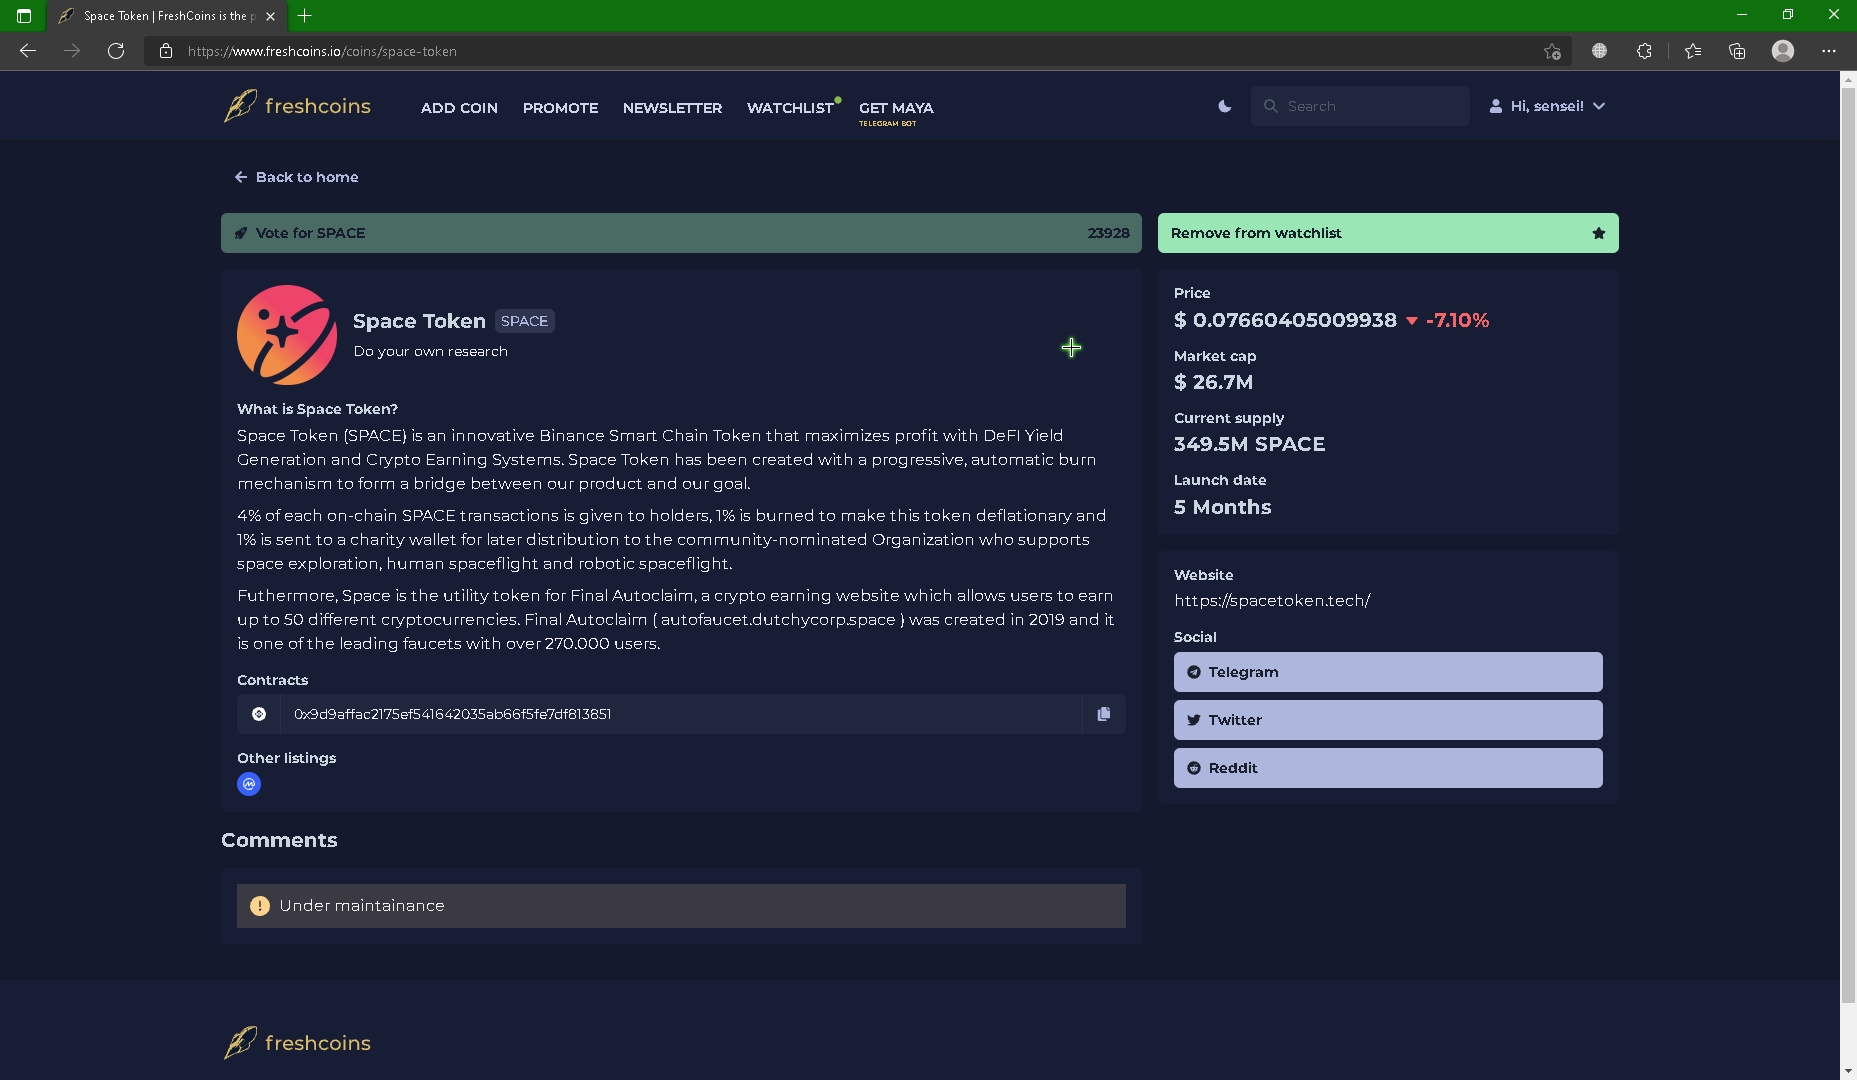 Space Token | FreshCoins is the p
https://www.freshcoins.io/coins/space-token
freshcoins
ADD COIN
PROMOTE
NEWSLETTER
WATCHLIST
GET MAYA
TELEGRAM BOT
Search
Hi, sensei!
Back to home
Vote for SPACE
23928
Remove from watchlist
Space Token SPACE
Do your own research
What is Space Token?
Space Token (SPACE) is an innovative Binance Smart Chain Token that maximizes profit with DeFI Yield
Generation and Crypto Earning Systems. Space Token has been created with a progressive, automatic burn
mechanism to form a bridge between our product and our goal.
4% of each on-chain SPACE transactions is given to holders, 1% is burned to make this token deflationary and
1% is sent to a charity wallet for later distribution to the community-nominated Organization who supports
space exploration, human spaceflight and robotic spaceflight.
Futhermore, Space is the utility token for Final Autoclaim, a crypto earning website which allows users to earn
up to 50 different cryptocurrencies. Final Autoclaim ( autofaucet.dutchycorp.space ) was created in 2019 and it
is one of the leading faucets with over 270.000 users.
Contracts
0x9d9affac2175ef541642035ab66f5fe7df813851
Other listings
Price
$ 0.07660405009938 -7.10%
Market cap
$ 26.7M
Current supply
349.5M SPACE
Launch date
5 Months
Website
https://spacetoken.tech/
Social
Telegram
Twitter
Reddit
Comments
Under maintainance
freshcoins